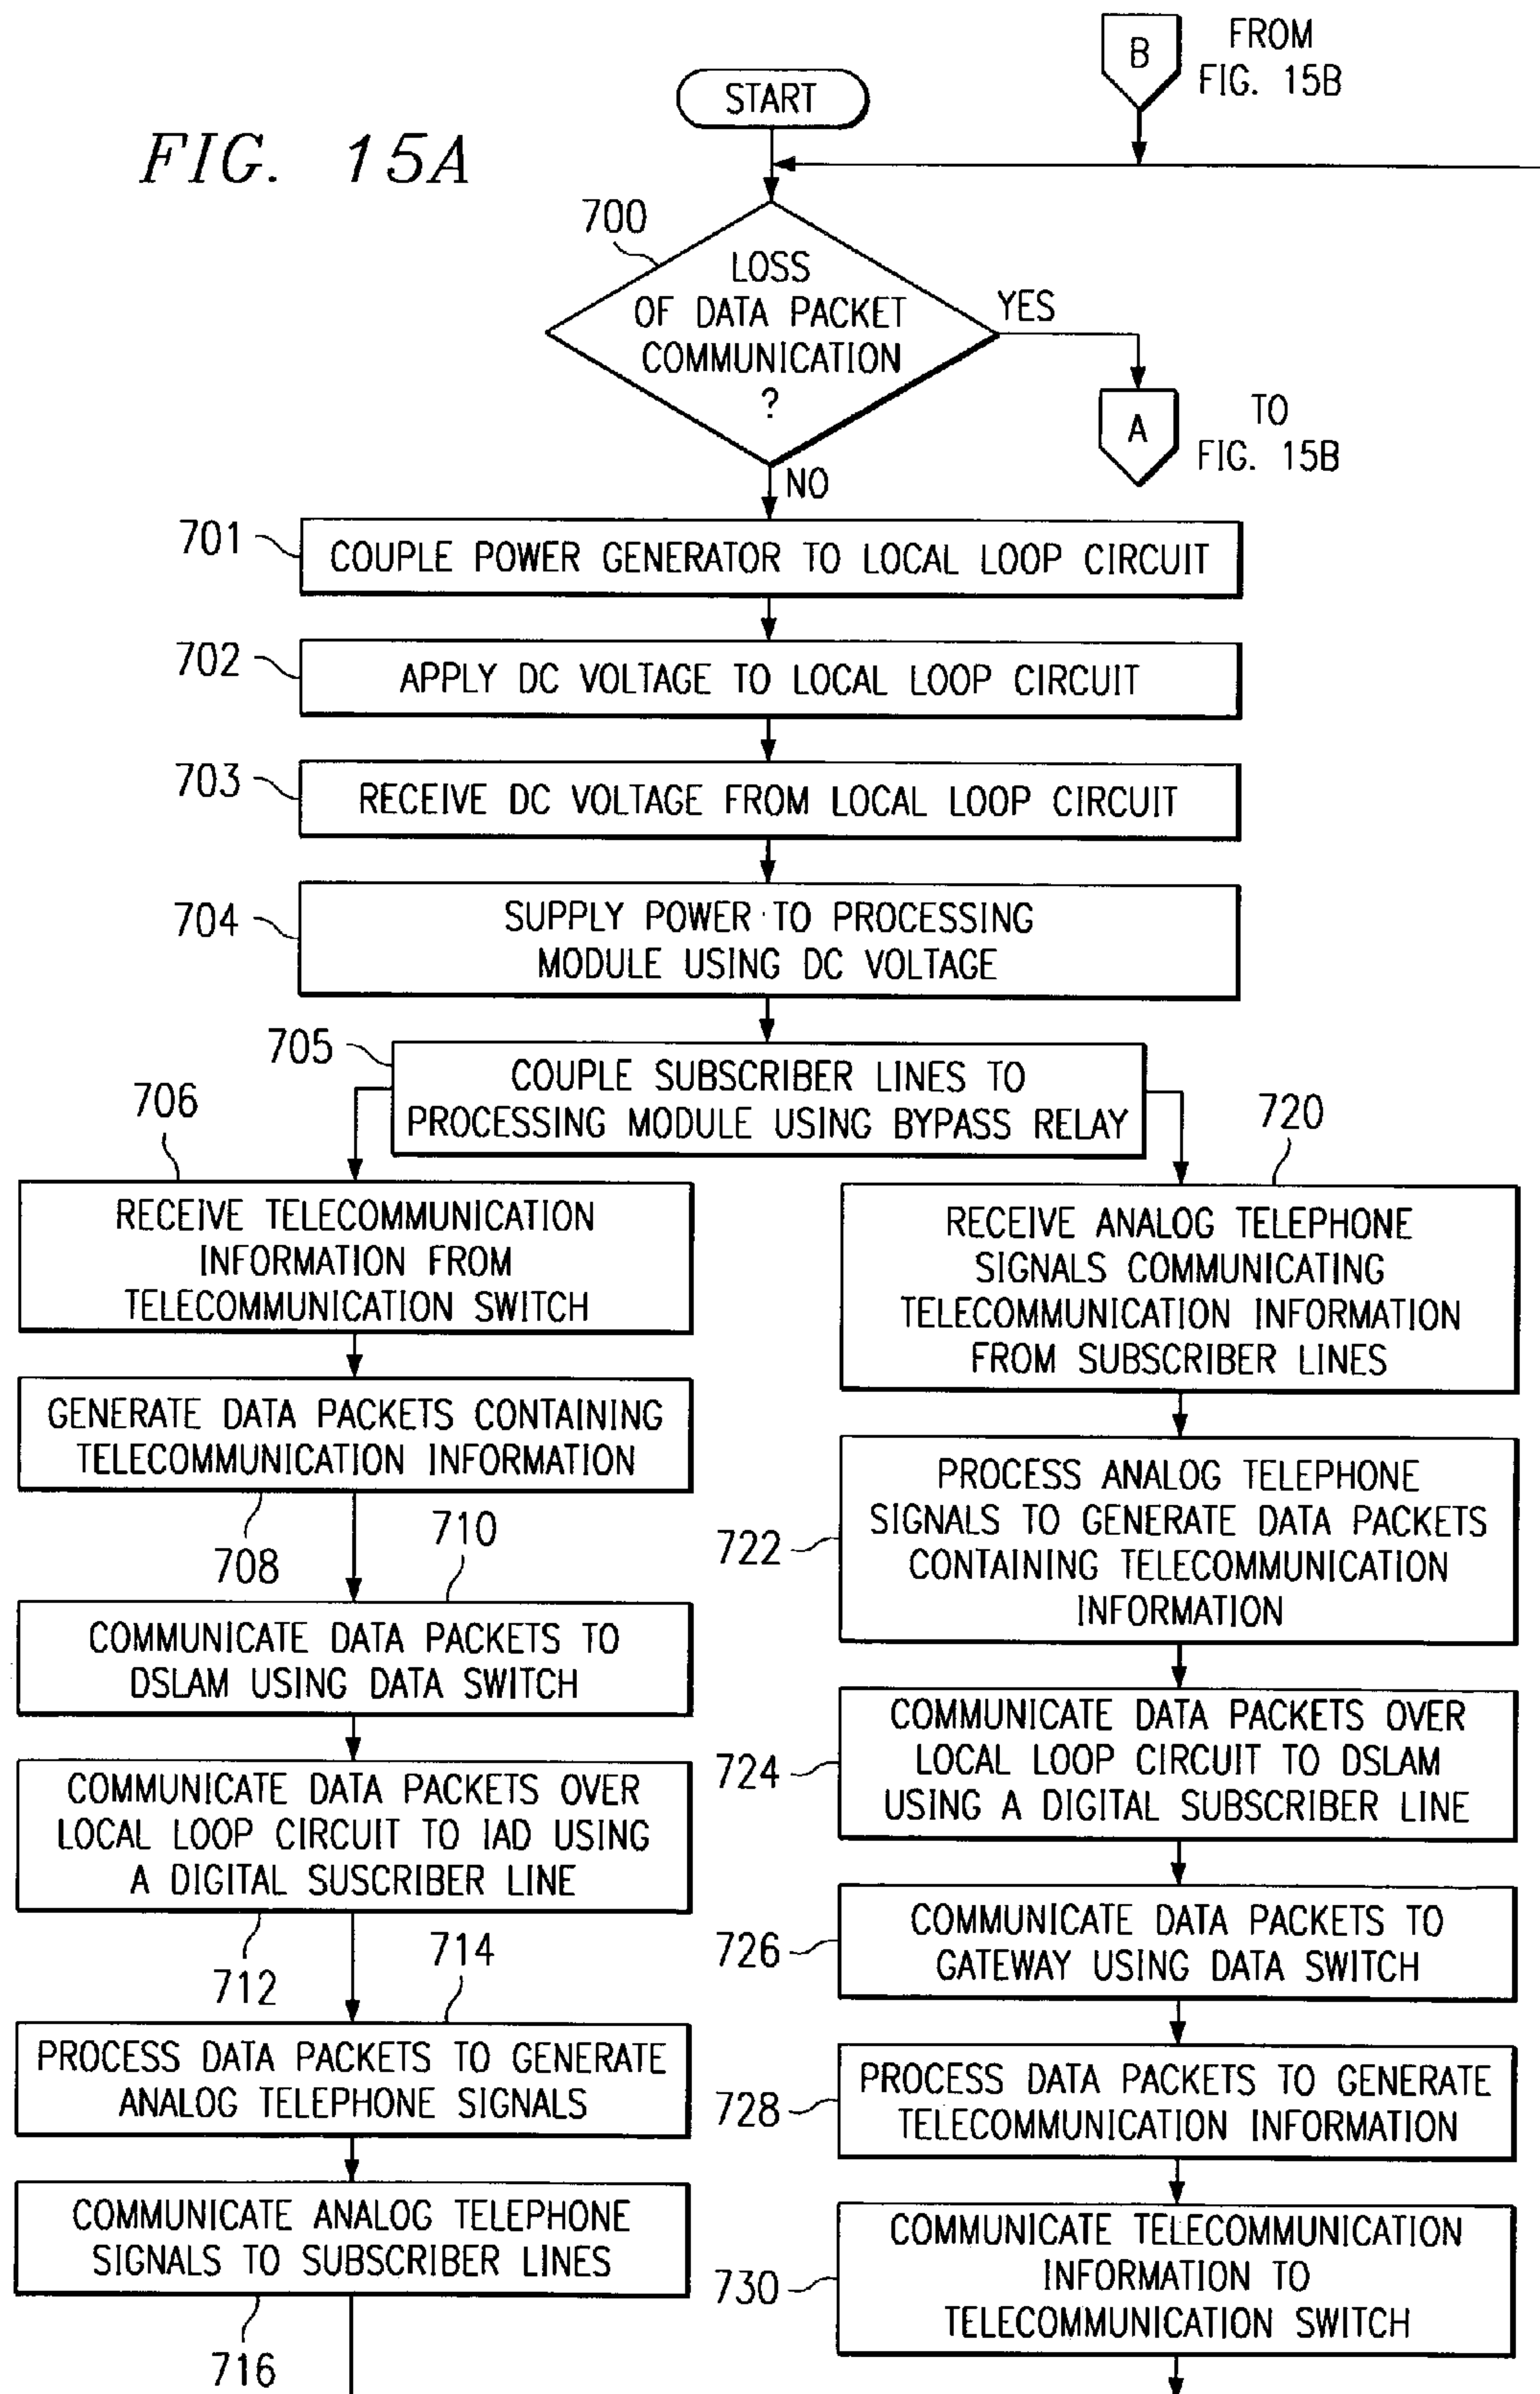 FIG. 15A
START
B
FROM
FIG. 15B
700
LOSS
OF DATA PACKET
COMMUNICATION
?
YES
A
TO
FIG. 15B
NO
701
COUPLE POWER GENERATOR TO LOCAL LOOP CIRCUIT
702
APPLY DC VOLTAGE TO LOCAL LOOP CIRCUIT
703
RECEIVE DC VOLTAGE FROM LOCAL LOOP CIRCUIT
704
SUPPLY POWER TO PROCESSING
MODULE USING DC VOLTAGE
705
COUPLE SUBSCRIBER LINES TO
PROCESSING MODULE USING BYPASS RELAY
706
RECEIVE TELECOMMUNICATION
INFORMATION FROM
TELECOMMUNICATION SWITCH
GENERATE DATA PACKETS CONTAINING
TELECOMMUNICATION INFORMATION
708
710
COMMUNICATE DATA PACKETS TO
DSLAM USING DATA SWITCH
COMMUNICATE DATA PACKETS OVER
LOCAL LOOP CIRCUIT TO IAD USING
A DIGITAL SUSCRIBER LINE
712
714
PROCESS DATA PACKETS TO GENERATE
ANALOG TELEPHONE SIGNALS
COMMUNICATE ANALOG TELEPHONE
SIGNALS TO SUBSCRIBER LINES
716
720
RECEIVE ANALOG TELEPHONE
SIGNALS COMMUNICATING
TELECOMMUNICATION INFORMATION
FROM SUBSCRIBER LINES
722
PROCESS ANALOG TELEPHONE
SIGNALS TO GENERATE DATA PACKETS
CONTAINING TELECOMMUNICATION
INFORMATION
724
COMMUNICATE DATA PACKETS OVER
LOCAL LOOP CIRCUIT TO DSLAM
USING A DIGITAL SUBSCRIBER LINE
726
COMMUNICATE DATA PACKETS TO
GATEWAY USING DATA SWITCH
728
PROCESS DATA PACKETS TO GENERATE
TELECOMMUNICATION INFORMATION
730
COMMUNICATE TELECOMMUNICATION
INFORMATION TO
TELECOMMUNICATION SWITCH